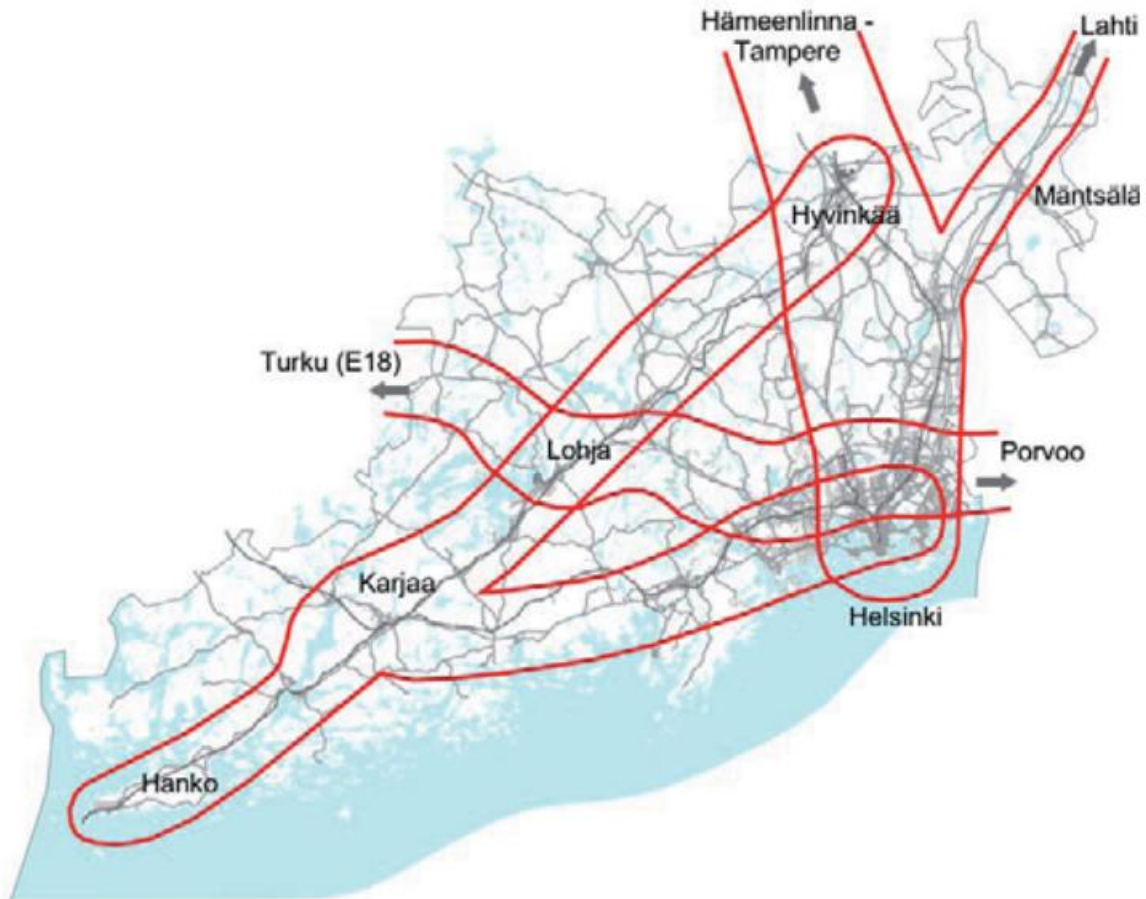 Hämeenlinna -
Tampere
Lahti
Mäntsälä
Hyvinkää
Turku (E18)
Lohja
Porvoo
Karjaa
Helsinki
Hanko